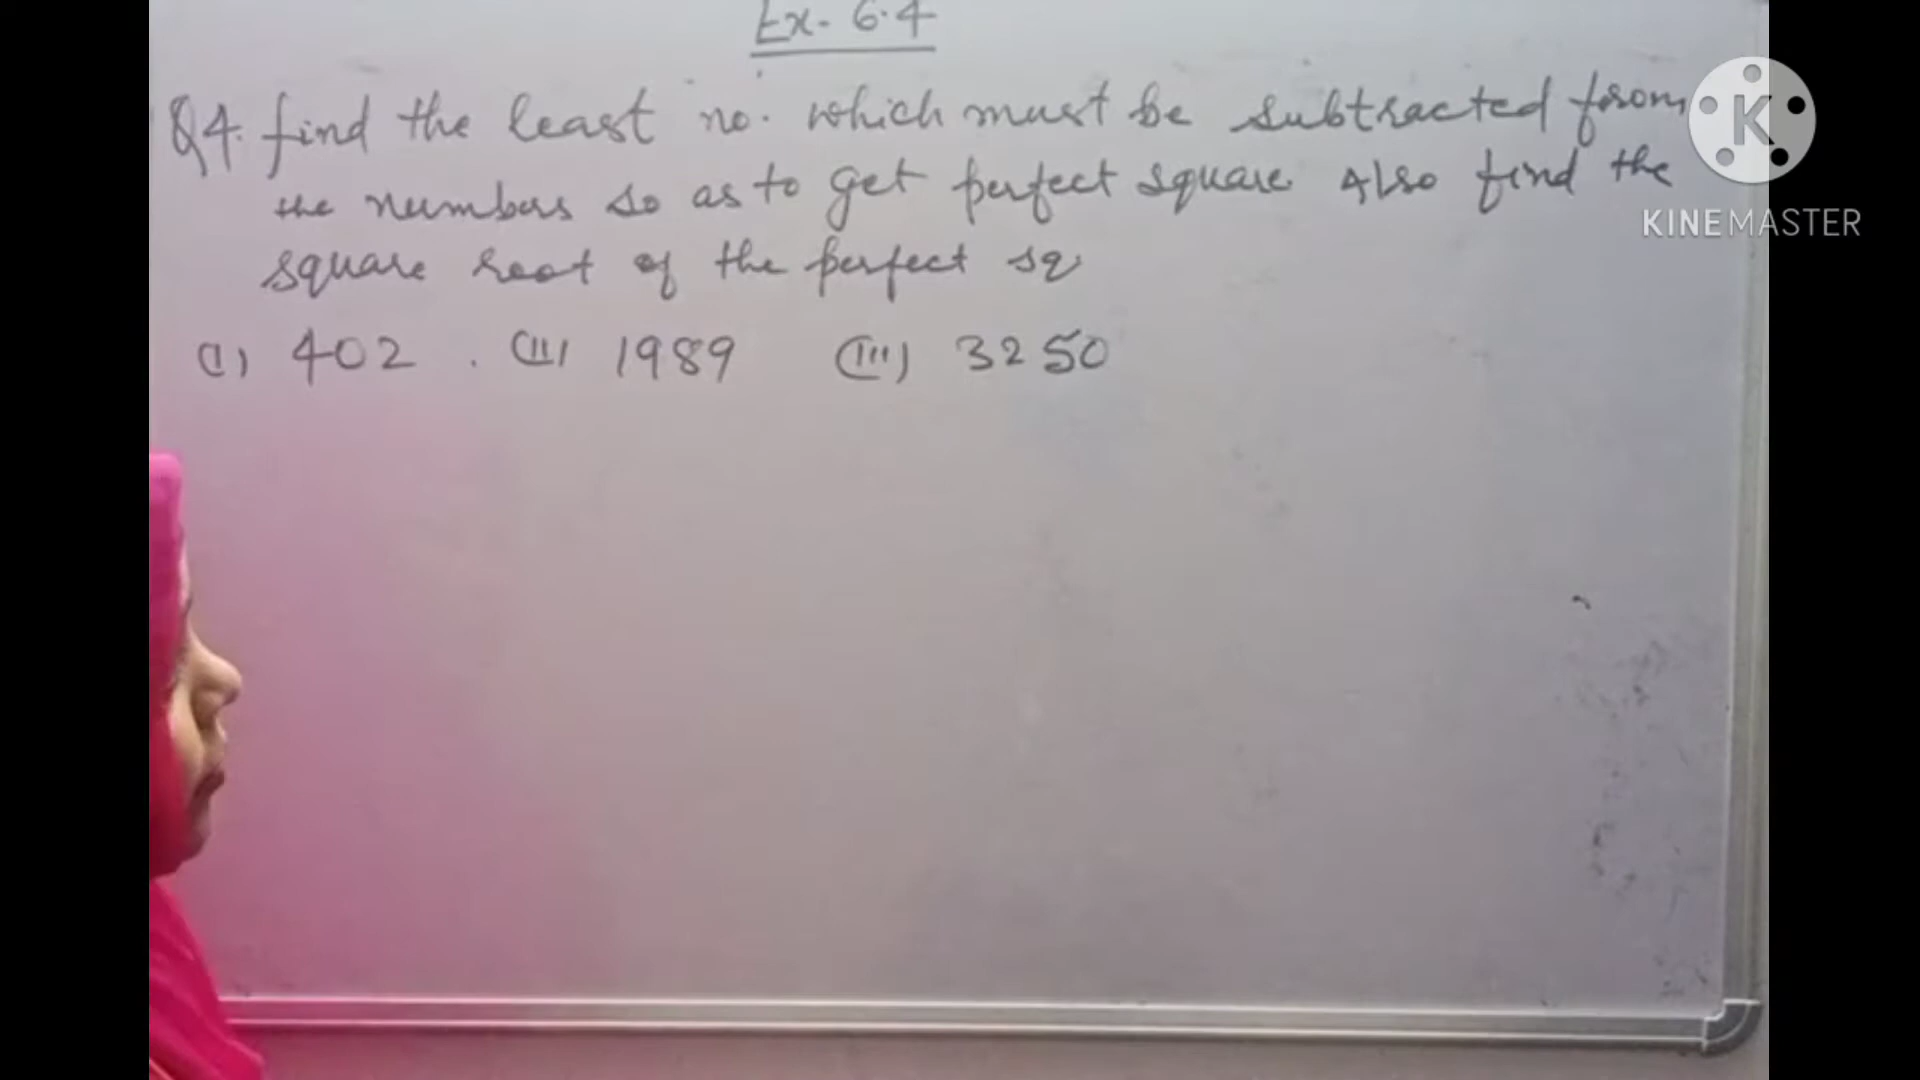 Ex- 6.4
Q4. find the least no. which must be subtracted from
the numbers so as to get perfect square Also find the
square root of the perfect sq
(I) 402 . (II) 1989 (III) 3250
K
KINEMASTER